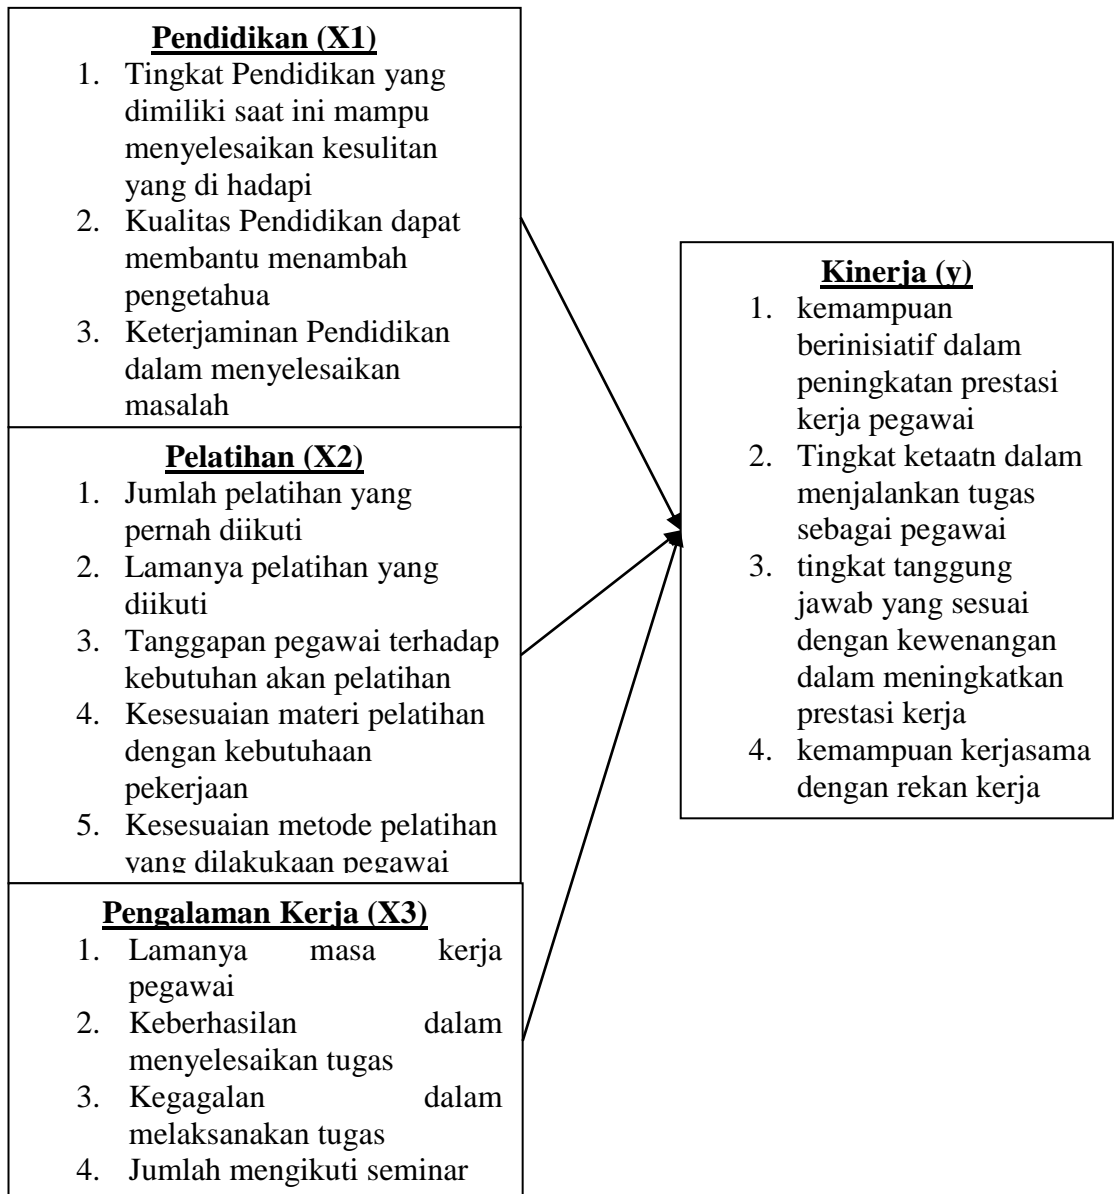 Pendidikan (X1)
1. Tingkat Pendidikan yang
dimiliki saat ini mampu
menyelesaikan kesulitan
yang di hadapi
2. Kualitas Pendidikan dapat
membantu menambah
pengetahua
3. Keterjaminan Pendidikan
dalam menyelesaikan
masalah
Pelatihan (X2)
1. Jumlah pelatihan yang
pernah diikuti
2. Lamanya pelatihan yang
diikuti
3. Tanggapan pegawai terhadap
kebutuhan akan pelatihan
4. Kesesuaian materi pelatihan
dengan kebutuhaan
pekerjaan
5. Kesesuaian metode pelatihan
yang dilakukaan pegawai
Pengalaman Kerja (X3)
1. Lamanya masa kerja
pegawai
2. Keberhasilan dalam
menyelesaikan tugas
3. Kegagalan dalam
melaksanakan tugas
4. Jumlah mengikuti seminar
Kinerja (y)
1. kemampuan
berinisiatif dalam
peningkatan prestasi
kerja pegawai
2. Tingkat ketaatn dalam
menjalankan tugas
sebagai pegawai
3. tingkat tanggung
jawab yang sesuai
dengan kewenangan
dalam meningkatkan
prestasi kerja
4. kemampuan kerjasama
dengan rekan kerja